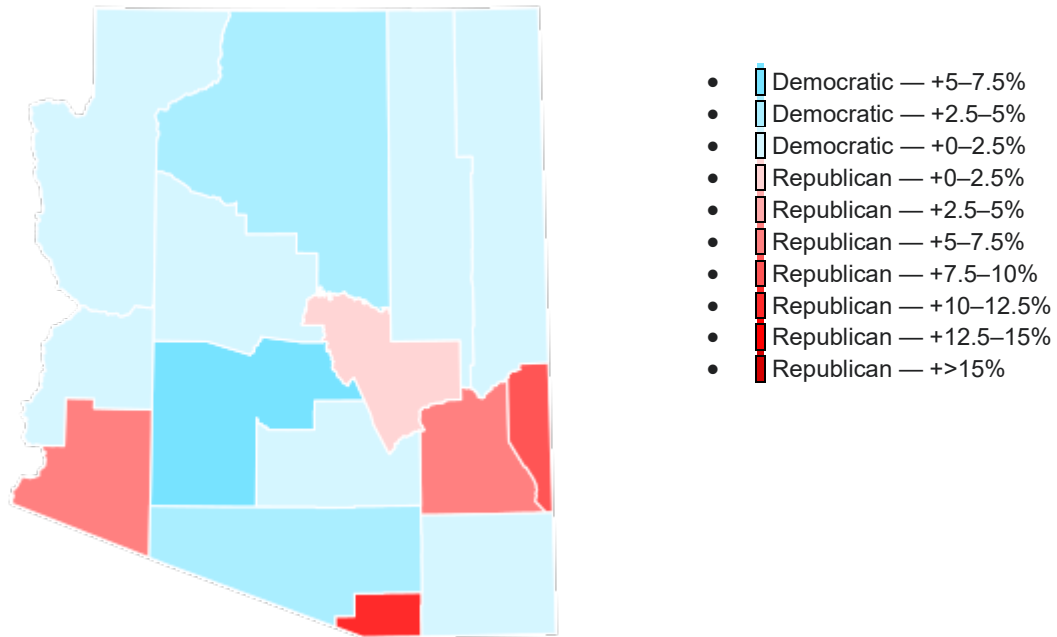 Democratic — +5–7.5%
Democratic — +2.5–5%
Democratic — +0–2.5%
Republican — +0–2.5%
Republican — +2.5–5%
Republican — +5–7.5%
Republican — +7.5–10%
Republican — +10–12.5%
Republican — +12.5–15%
Republican — +>15%